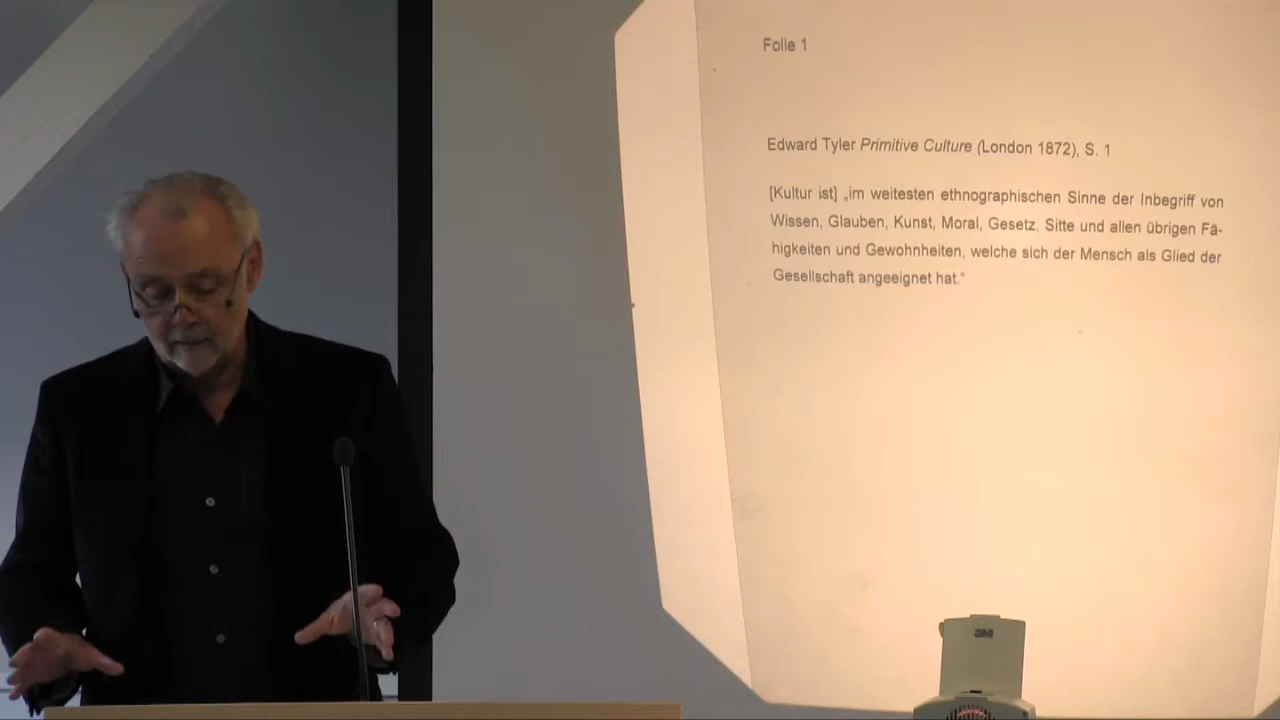 Folie 1
Edward Tyler Primitive Culture (London 1872), S. 1
[Kultur ist] „im weitesten ethnographischen Sinne der Inbegriff von
Wissen, Glauben, Kunst, Moral, Gesetz, Sitte und allen übrigen Fä-
higkeiten und Gewohnheiten, welche sich der Mensch als Glied der
Gesellschaft angeeignet hat.“
3M